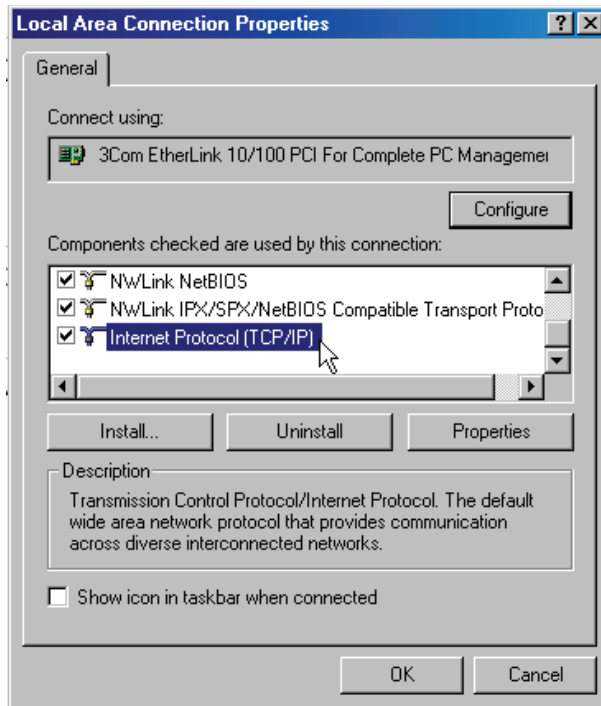 Local Area Connection Properties
General
Connect using:
3Com EtherLink 10/100 PCI For Complete PC Managemer
Configure
Components checked are used by this connection:
NWLink NetBIOS
NWLink IPX/SPX/NetBIOS Compatible Transport Proto
Internet Protocol (TCP/IP)
Install...
Uninstall
Properties
Description
Transmission Control Protocol/Internet Protocol. The default
wide area network protocol that provides communication
across diverse interconnected networks.
Show icon in taskbar when connected
OK
Cancel